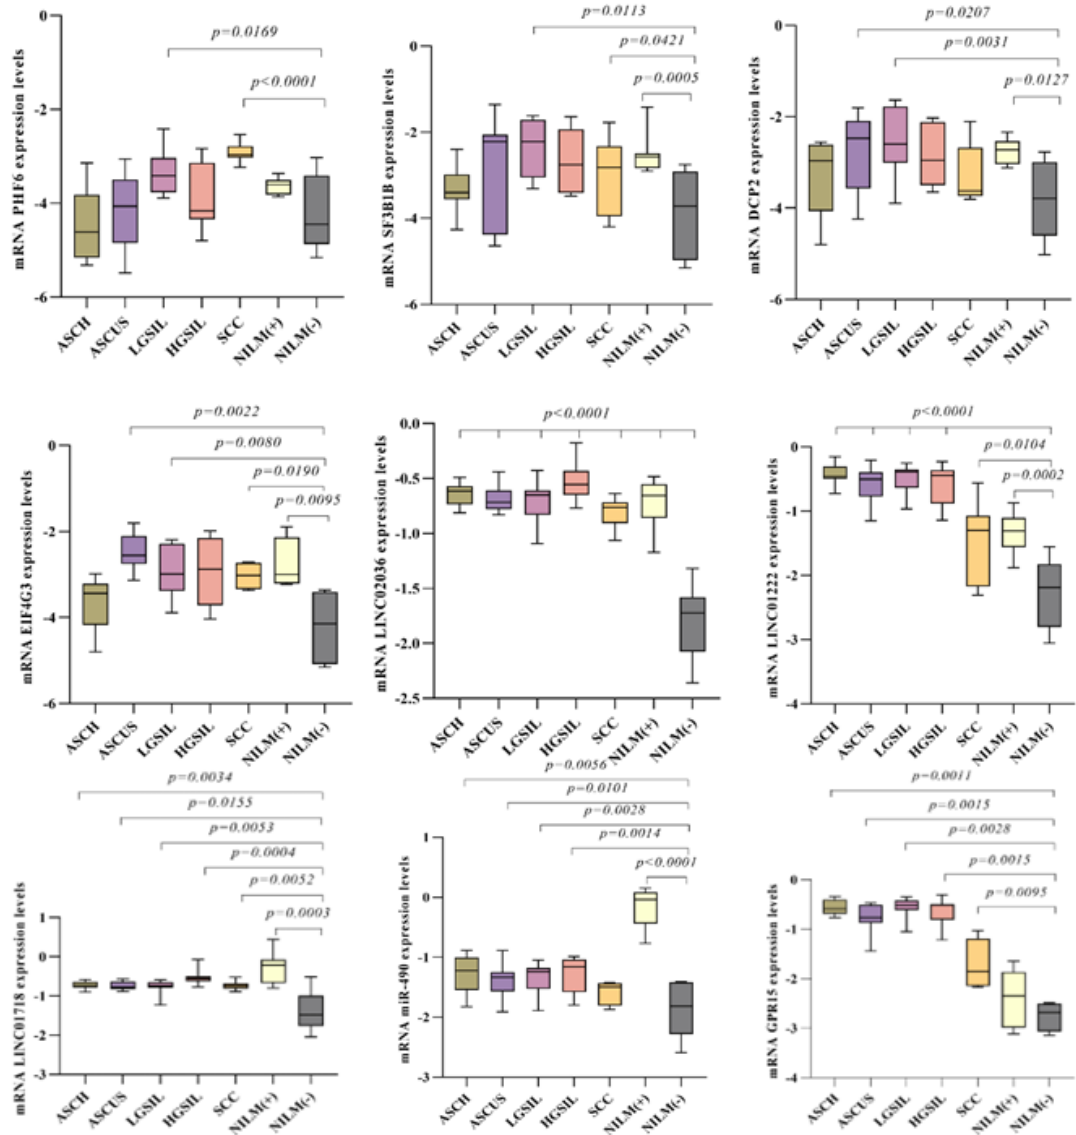 mRNA PHF6 expression levels
0
-2
-4
-6
p=0.0169
p<0.0001
ASCH
ASCUS
LGSIL
HGSIL
SCC
NILM(+)
NILM(-)
mRNA SF3B1B expression levels
0
-2
-4
-6
p=0.0113
p=0.0421
p=0.0005
ASCH
ASCUS
LGSIL
HGSIL
SCC
NILM(+)
NILM(-)
mRNA DCP2 expression levels
0
-2
-4
-6
p=0.0207
p=0.0031
p=0.0127
ASCH
ASCUS
LGSIL
HGSIL
SCC
NILM(+)
NILM(-)
mRNA EIF4G3 expression levels
0
-2
-4
-6
p=0.0022
p=0.0080
p=0.0190
p=0.0095
ASCH
ASCUS
LGSIL
HGSIL
SCC
NILM(+)
NILM(-)
mRNA LINC02036 expression levels
0.0
-0.5
-1.0
-1.5
-2.0
-2.5
p<0.0001
ASCH
ASCUS
LGSIL
HGSIL
SCC
NILM(+)
NILM(-)
mRNA LINC01222 expression levels
0
-1
-2
-3
-4
p<0.0001
p=0.0104
p=0.0002
ASCH
ASCUS
LGSIL
HGSIL
SCC
NILM(+)
NILM(-)
mRNA LINC01718 expression levels
1
0
-1
-2
-3
p=0.0034
p=0.0155
p=0.0053
p=0.0004
p=0.0052
p=0.0003
ASCH
ASCUS
LGSIL
HGSIL
SCC
NILM(+)
NILM(-)
mRNA miR-490 expression levels
1
0
-1
-2
-3
p=0.0056
p=0.0101
p=0.0028
p=0.0014
p<0.0001
ASCH
ASCUS
LGSIL
HGSIL
SCC
NILM(+)
NILM(-)
mRNA GPR15 expression levels
0
-1
-2
-3
-4
p=0.0011
p=0.0015
p=0.0028
p=0.0015
p=0.0095
ASCH
ASCUS
LGSIL
HGSIL
SCC
NILM(+)
NILM(-)